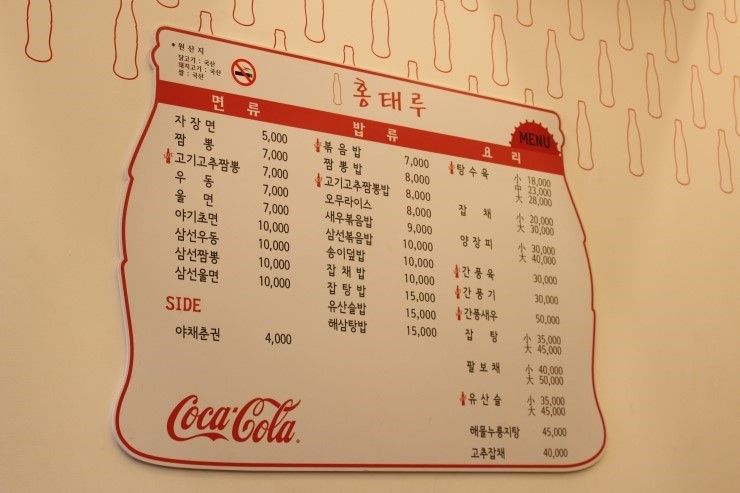 * 원 산 지
닭고기 : 국산
돼지고기 : 국산
쌀 : 국산
홍태루
MENU
면 류
자 장 면 5,000
짬 뽕 7,000
고기고추짬뽕 7,000
우 동 7,000
울 면 7,000
야기초면 10,000
삼선우동 10,000
삼선짬뽕 10,000
삼선울면 10,000
SIDE
야채춘권 4,000
밥 류
볶 음 밥 7,000
짬 뽕 밥 8,000
고기고추짬뽕밥 8,000
오무라이스 8,000
새우볶음밥 9,000
삼선볶음밥 10,000
송이덮밥 10,000
잡 채 밥 10,000
잡 탕 밥 15,000
유산슬밥 15,000
해삼탕밥 15,000
요 리
탕 수 육 小 18,000
中 23,000
大 28,000
잡 채 小 20,000
大 30,000
양 장 피 小 30,000
大 40,000
간 풍 육 30,000
간 풍 기 30,000
간풍새우 50,000
잡 탕 小 35,000
大 45,000
팔 보 채 小 40,000
大 50,000
유 산 슬 小 35,000
大 45,000
해물누룽지탕 45,000
고추잡채 40,000
Coca-Cola